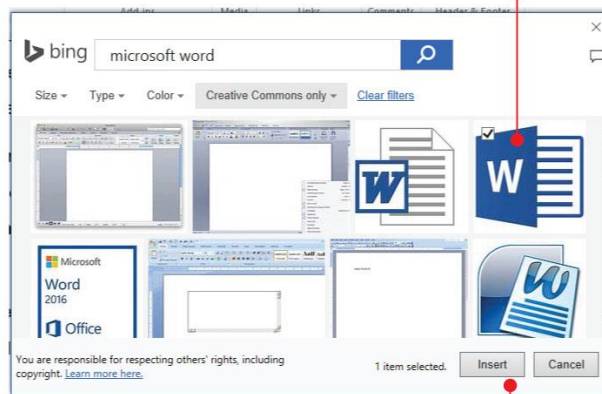 Add-ins Media Links Comments Header & Footer
bing microsoft word
Size Type Color Creative Commons only Clear filters
W
W
Microsoft
Word
2016
Office
W
You are responsible for respecting others' rights, including
copyright. Learn more here.
1 item selected. Insert Cancel